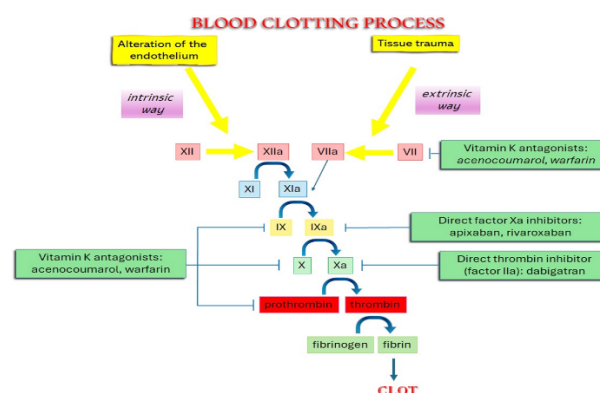 BLOOD CLOTTING PROCESS
Alteration of the
endothelium
Tissue trauma
intrinsic
way
extrinsic
way
XII
XIIa
VIIa
VII
Vitamin K antagonists:
acenocoumarol, warfarin
XI
XIa
IX
IXa
Direct factor Xa inhibitors:
apixaban, rivaroxaban
Vitamin K antagonists:
acenocoumarol, warfarin
X
Xa
Direct thrombin inhibitor
(factor IIa): dabigatran
prothrombin
thrombin
fibrinogen
fibrin
CLOT